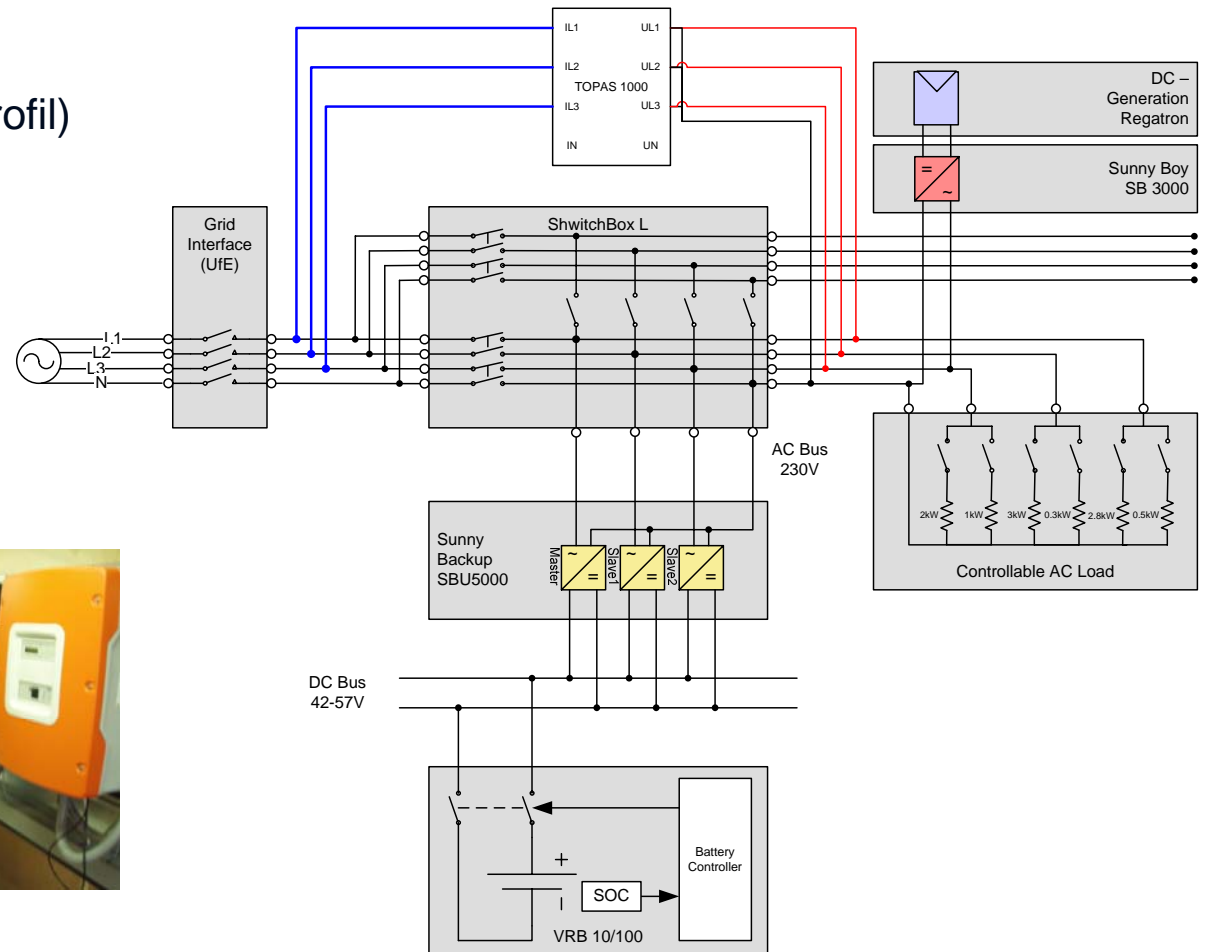 rofil)
IL1
UL1
IL2
UL2
TOPAS 1000
IL3
UL3
IN
UN
DC –
Generation
Regatron
Sunny Boy
SB 3000
=
~
Grid
Interface
(UfE)
ShwitchBox L
L1
L2
L3
N
AC Bus
230V
Sunny
Backup
SBU5000
Master
~
=
Slave1
~
=
Slave2
~
=
2kW
1kW
3kW
0.3kW
2.8kW
0.5kW
Controllable AC Load
DC Bus
42-57V
Battery
Controller
+
–
SOC
VRB 10/100